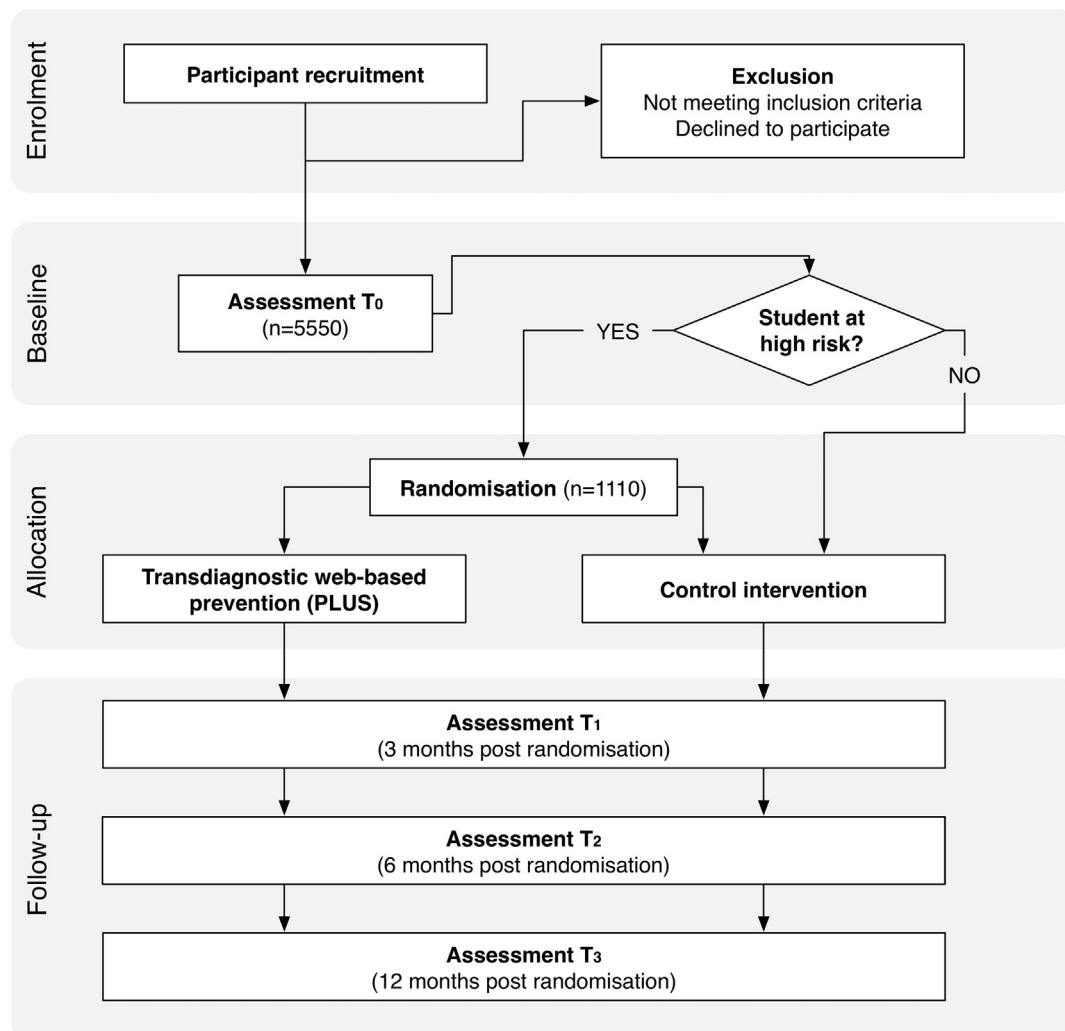 Enrolment
Participant recruitment
Exclusion
Not meeting inclusion criteria
Declined to participate
Baseline
Assessment T0
(n=5550)
Student at
high risk?
YES
NO
Allocation
Randomisation (n=1110)
Transdiagnostic web-based
prevention (PLUS)
Control intervention
Follow-up
Assessment T1
(3 months post randomisation)
Assessment T2
(6 months post randomisation)
Assessment T3
(12 months post randomisation)